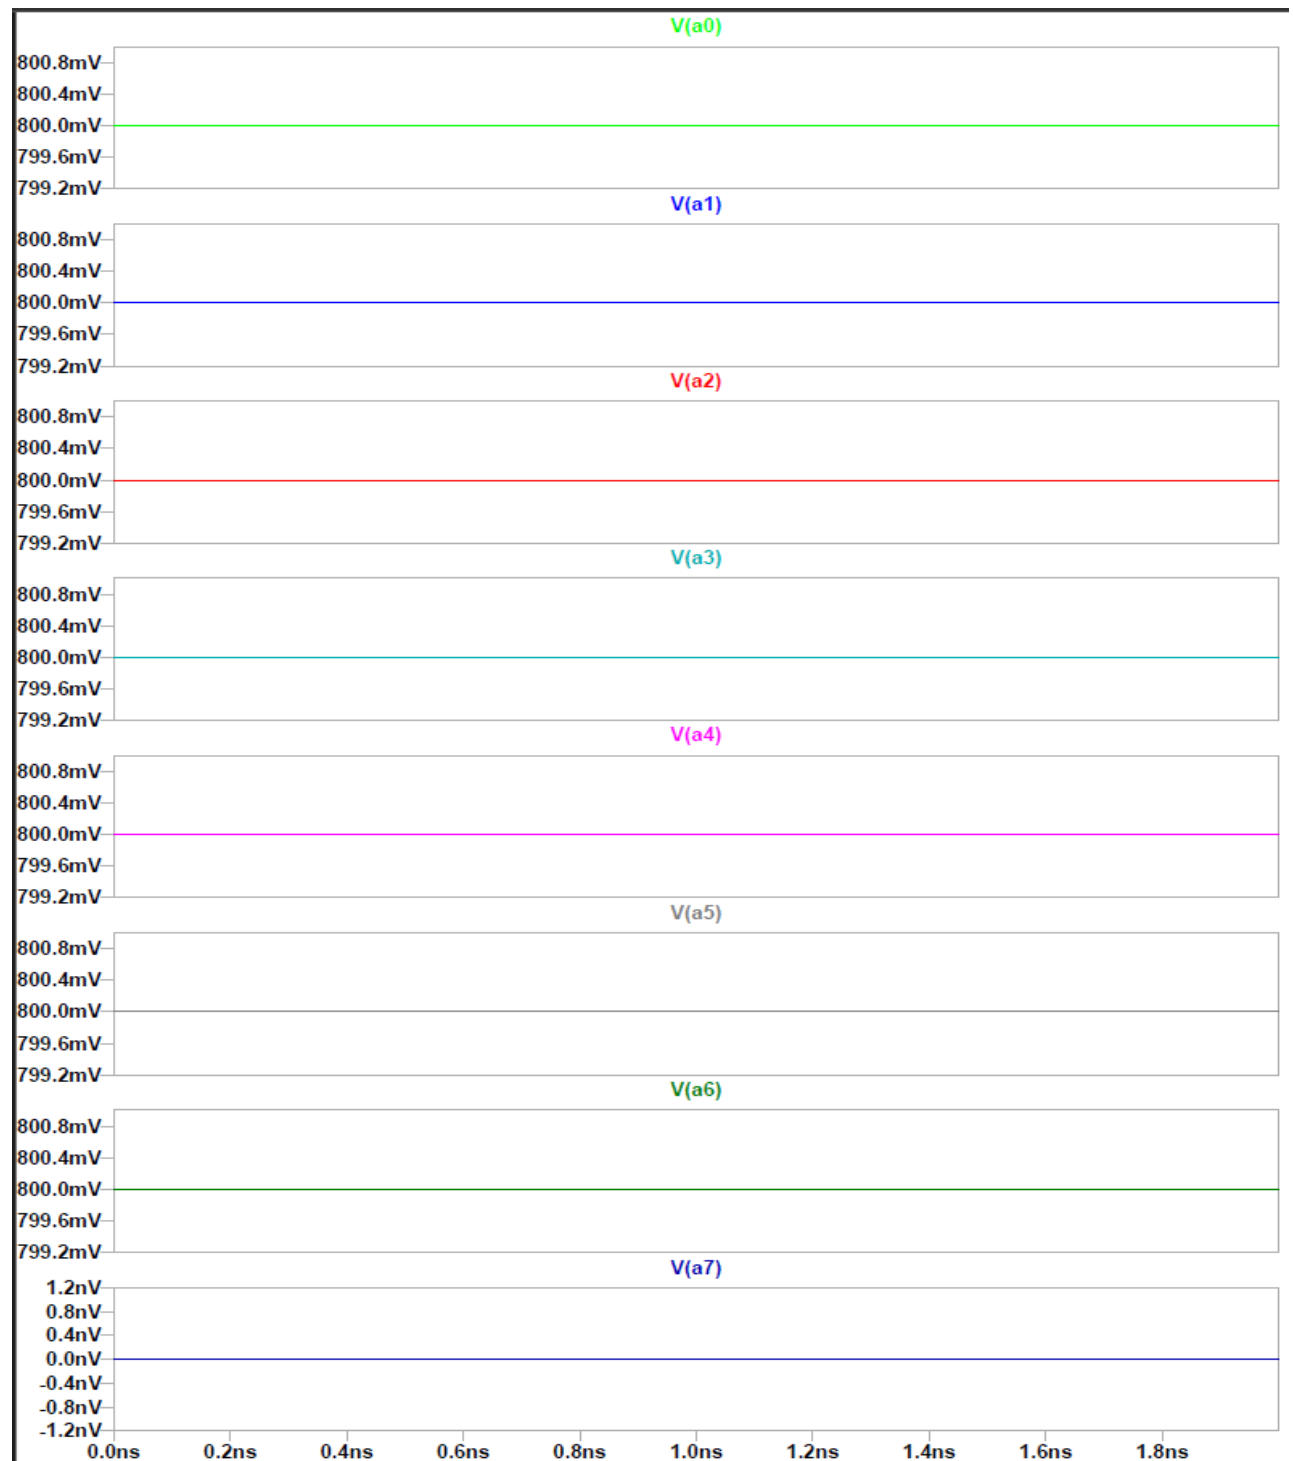 V(a0)
800.8mV
800.4mV
800.0mV
799.6mV
799.2mV
V(a1)
800.8mV
800.4mV
800.0mV
799.6mV
799.2mV
V(a2)
800.8mV
800.4mV
800.0mV
799.6mV
799.2mV
V(a3)
800.8mV
800.4mV
800.0mV
799.6mV
799.2mV
V(a4)
800.8mV
800.4mV
800.0mV
799.6mV
799.2mV
V(a5)
800.8mV
800.4mV
800.0mV
799.6mV
799.2mV
V(a6)
800.8mV
800.4mV
800.0mV
799.6mV
799.2mV
V(a7)
1.2nV
0.8nV
0.4nV
0.0nV
-0.4nV
-0.8nV
-1.2nV
0.0ns 0.2ns 0.4ns 0.6ns 0.8ns 1.0ns 1.2ns 1.4ns 1.6ns 1.8ns